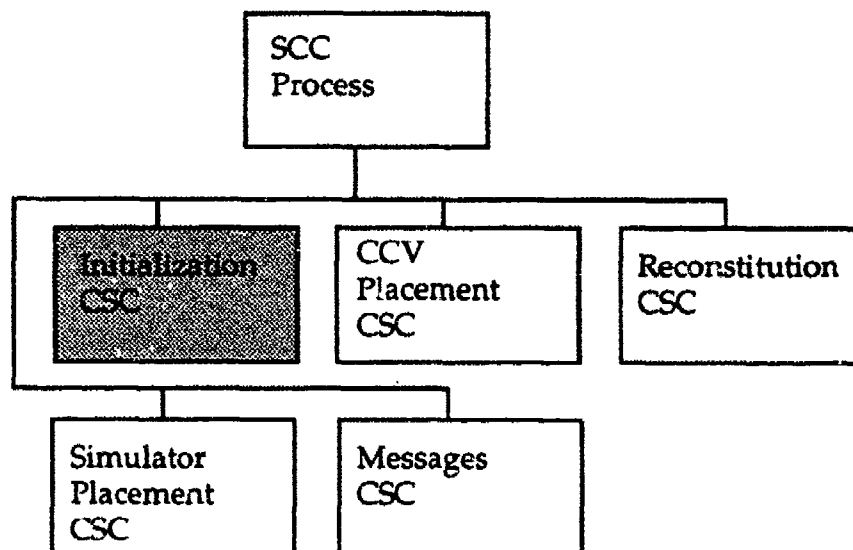 SCC
Process
Initialization
CSC
CCV
Placement
CSC
Reconstitution
CSC
Simulator
Placement
CSC
Messages
CSC